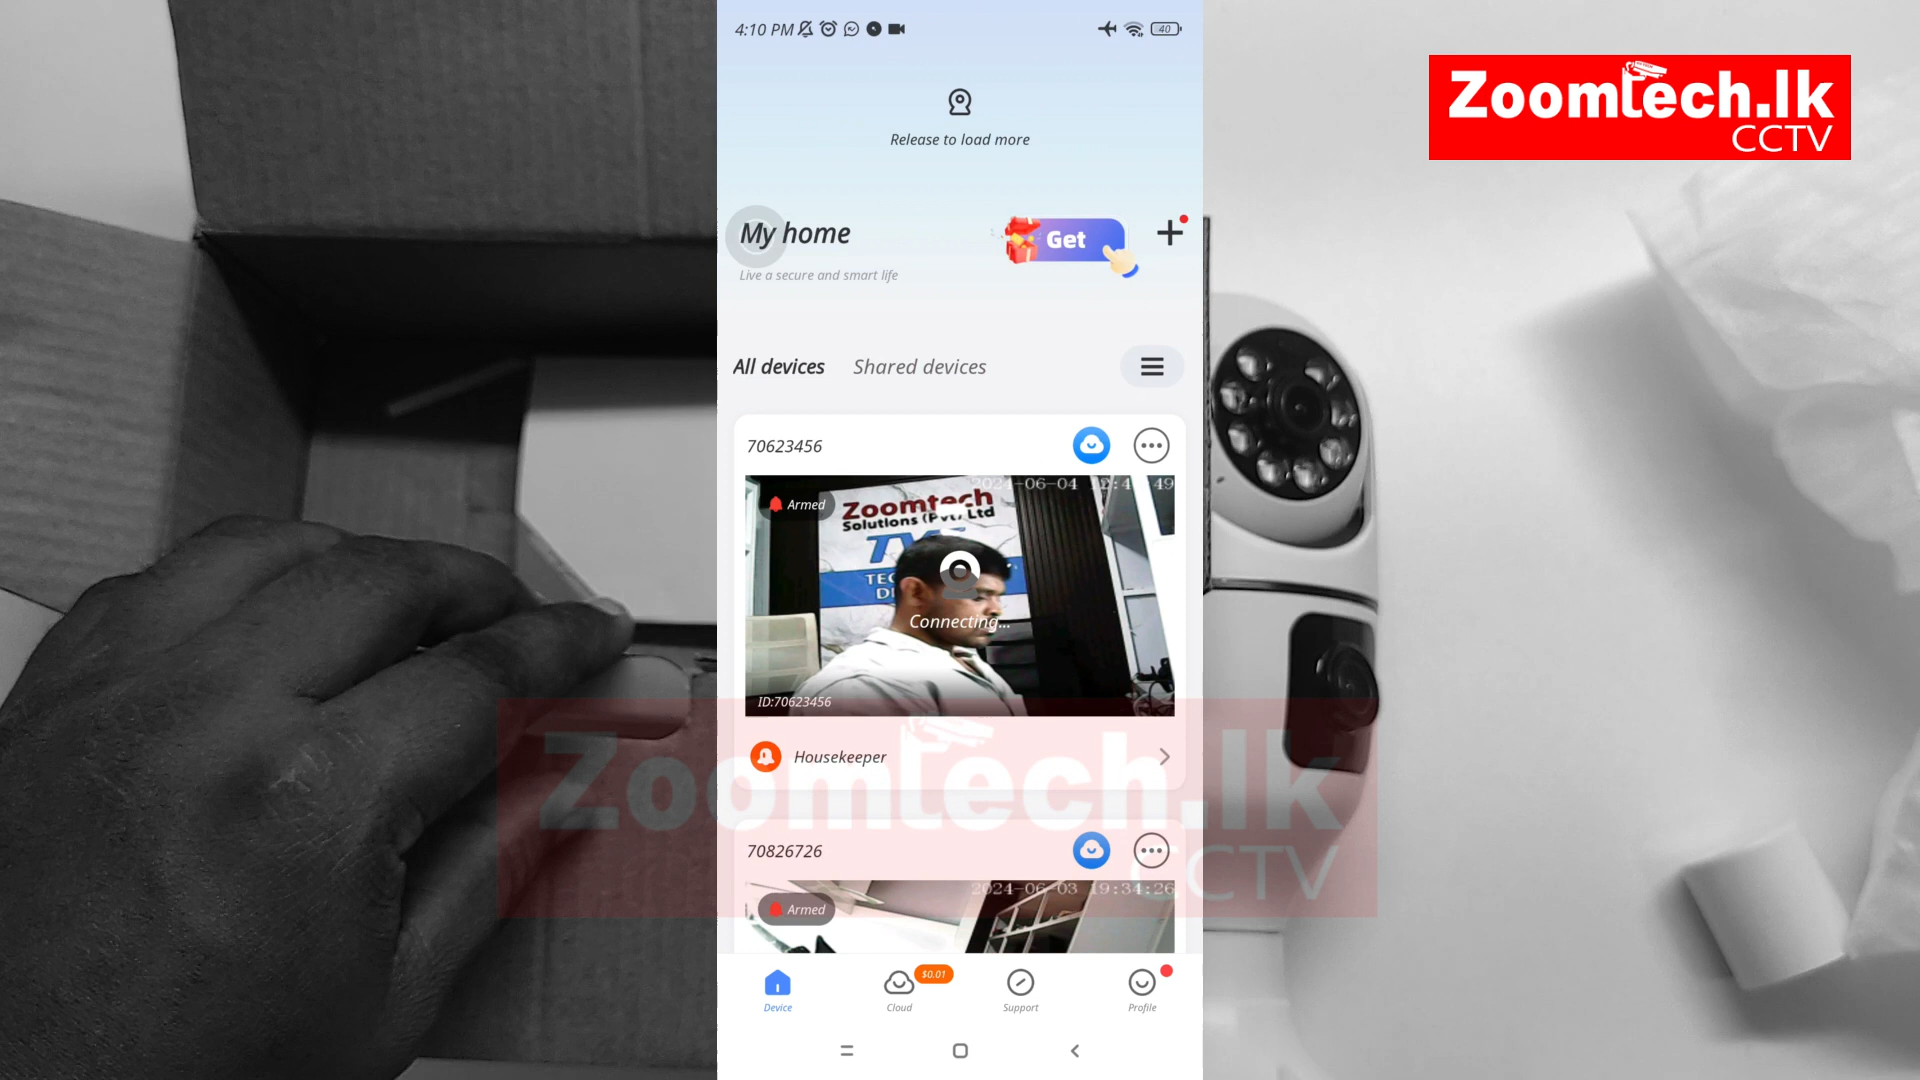 4:10 PM
40
Release to load more
My home
Get
Live a secure and smart life
All devices
Shared devices
70623456
2024-06-04
Armed
Zoomtech
Solutions (Pvt) Ltd
Connecting...
ID:70623456
Housekeeper
70826726
2024-06-03 19:34:26
Armed
$0.01
Device
Cloud
Support
Profile
Zoomtech.lk
CCTV
Zoomtech.lk
CCTV